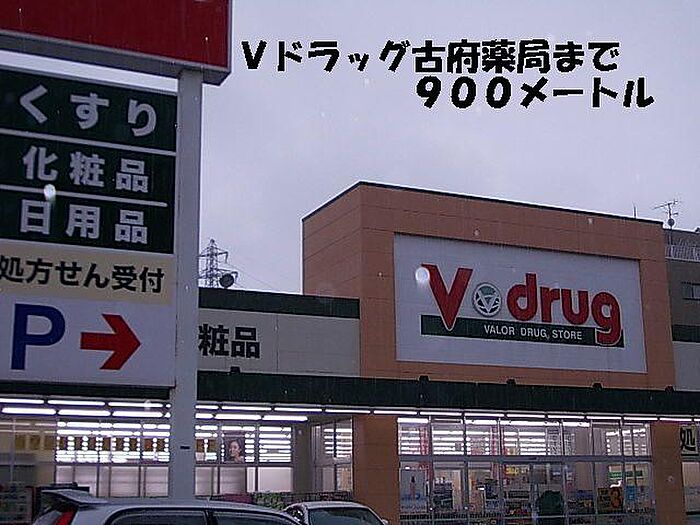 Vドラッグ古府薬局まで
900メートル
くすり
化粧品
日用品
処方せん受付
P
粧品
V drug
VALOR DRUG STORE
処